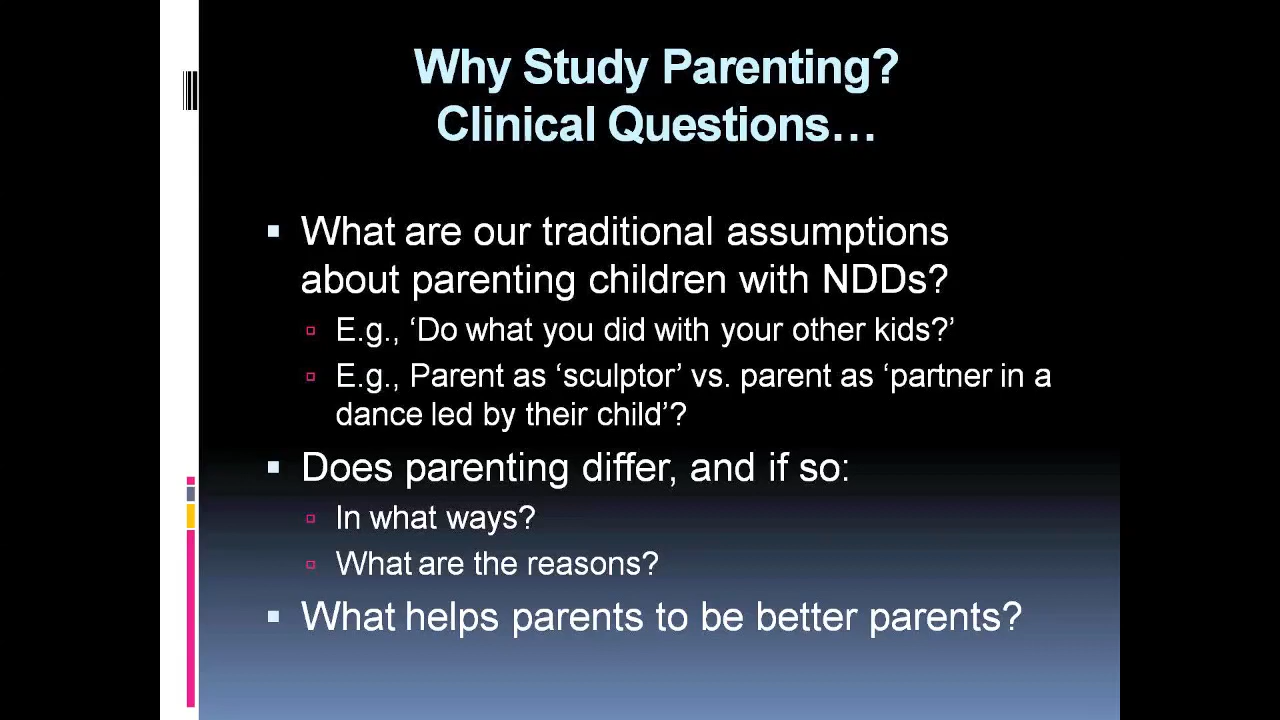 Why Study Parenting?
Clinical Questions…
What are our traditional assumptions
about parenting children with NDDs?
E.g., ‘Do what you did with your other kids?’
E.g., Parent as ‘sculptor’ vs. parent as ‘partner in a
dance led by their child’?
Does parenting differ, and if so:
In what ways?
What are the reasons?
What helps parents to be better parents?